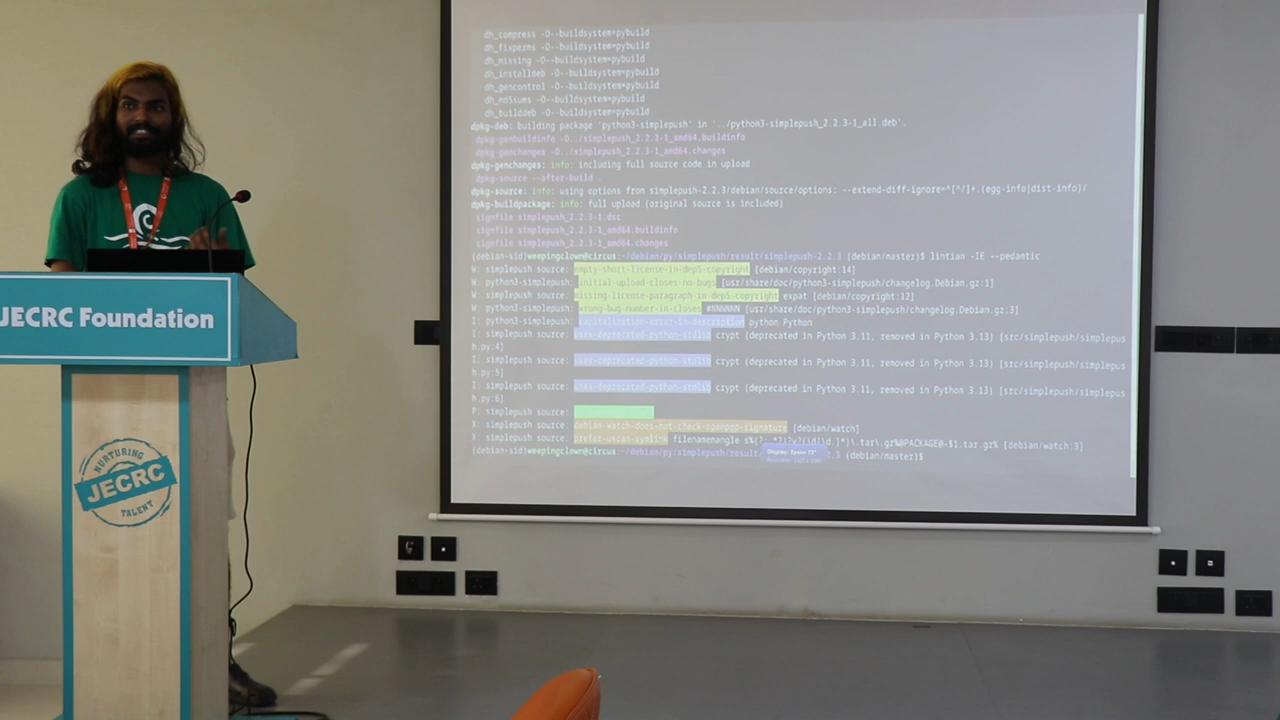 dh_compress -O--buildsystem=pybuild
dh_fixperms -O--buildsystem=pybuild
dh_missing -O--buildsystem=pybuild
dh_installdeb -O--buildsystem=pybuild
dh_gencontrol -O--buildsystem=pybuild
dh_md5sums -O--buildsystem=pybuild
dh_builddeb -O--buildsystem=pybuild
dpkg-deb: building package 'python3-simplepush' in '../python3-simplepush_2.2.3-1_all.deb'.
dpkg-genbuildinfo -O../simplepush_2.2.3-1_amd64.buildinfo
dpkg-genchanges -O../simplepush_2.2.3-1_amd64.changes
dpkg-genchanges: info: including full source code in upload
dpkg-source --after-build .
dpkg-source: info: using options from simplepush-2.2.3/debian/source/options: --extend-diff-ignore=^[^/]+.(egg-info|dist-info)/
dpkg-buildpackage: info: full upload (original source is included)
signfile simplepush_2.2.3-1.dsc
signfile simplepush_2.2.3-1_amd64.buildinfo
signfile simplepush_2.2.3-1_amd64.changes
(debian-sid)weepingclown@circus:~/debian/py/simplepush/result/simplepush-2.2.3 (debian/master)$ lintian -IE --pedantic
W: simplepush source: empty-short-license-in-dep5-copyright [debian/copyright:14]
W: python3-simplepush: initial-upload-closes-no-bugs [usr/share/doc/python3-simplepush/changelog.Debian.gz:1]
W: simplepush source: missing-license-paragraph-in-dep5-copyright expat [debian/copyright:12]
W: python3-simplepush: wrong-bug-number-in-closes #NNNNNN [usr/share/doc/python3-simplepush/changelog.Debian.gz:3]
I: python3-simplepush: capitalization-error-in-description python Python
I: simplepush source: uses-deprecated-python-stdlib crypt (deprecated in Python 3.11, removed in Python 3.13) [src/simplepush/simplepus
h.py:4]
I: simplepush source: uses-deprecated-python-stdlib crypt (deprecated in Python 3.11, removed in Python 3.13) [src/simplepush/simplepus
h.py:5]
I: simplepush source: uses-deprecated-python-stdlib crypt (deprecated in Python 3.11, removed in Python 3.13) [src/simplepush/simplepus
h.py:6]
P: simplepush source:
X: simplepush source: debian-watch-does-not-check-openpgp-signature [debian/watch]
X: simplepush source: prefer-uscan-symlink filenamemangle [debian/watch:3]
(debian-sid)weepingclown@circus:~/debian/py/simplepush/result/ 2.3 (debian/master)$
Display: Epson 73"
JECRC Foundation
NURTURING
JECRC
TALENT